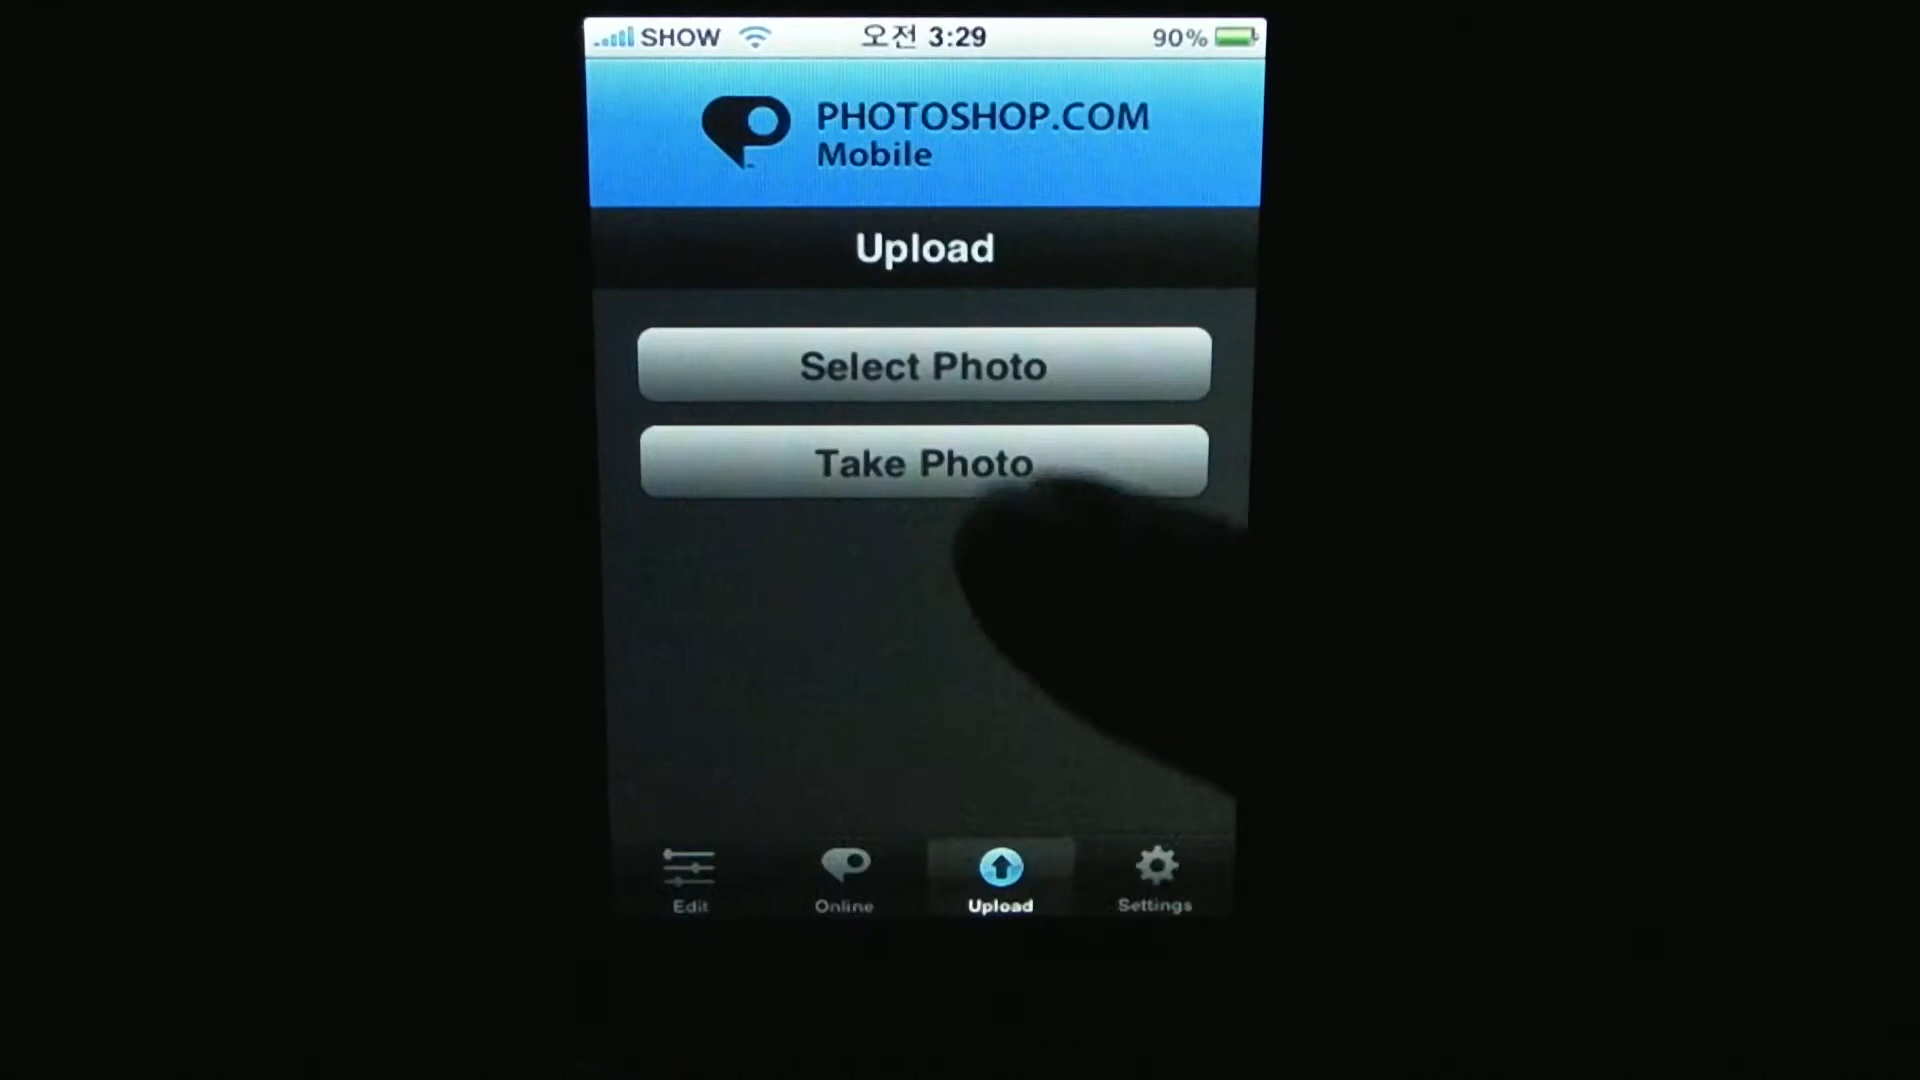 SHOW 오전 3:29 90%
PHOTOSHOP.COM
Mobile
Upload
Select Photo
Take Photo
Edit Online Upload Settings